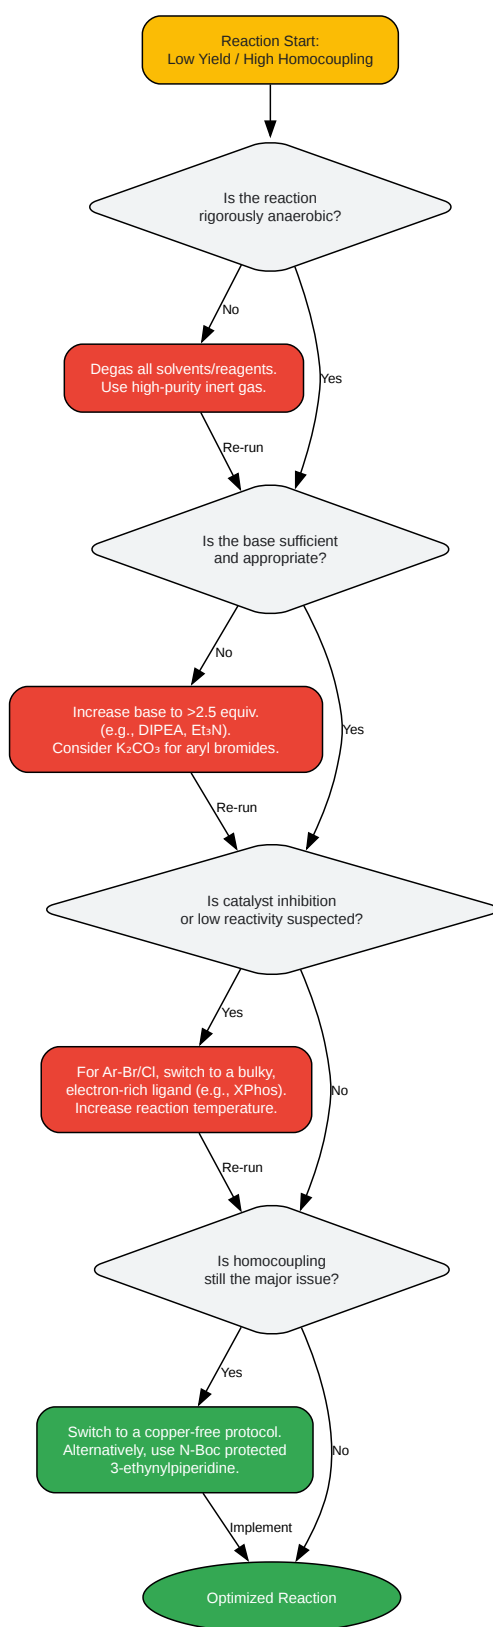 Reaction Start:
Low Yield / High Homocoupling
Is the reaction
rigorously anaerobic?
No
Degas all solvents/reagents.
Use high-purity inert gas.
Yes
Re-run
Is the base sufficient
and appropriate?
No
Increase base to >2.5 equiv.
(e.g., DIPEA, Et₃N).
Consider K₂CO₃ for aryl bromides.
Yes
Re-run
Is catalyst inhibition
or low reactivity suspected?
Yes
For Ar-Br/Cl, switch to a bulky,
electron-rich ligand (e.g., XPhos).
Increase reaction temperature.
No
Re-run
Is homocoupling
still the major issue?
Yes
Switch to a copper-free protocol.
Alternatively, use N-Boc protected
3-ethynylpiperidine.
No
Implement
Optimized Reaction